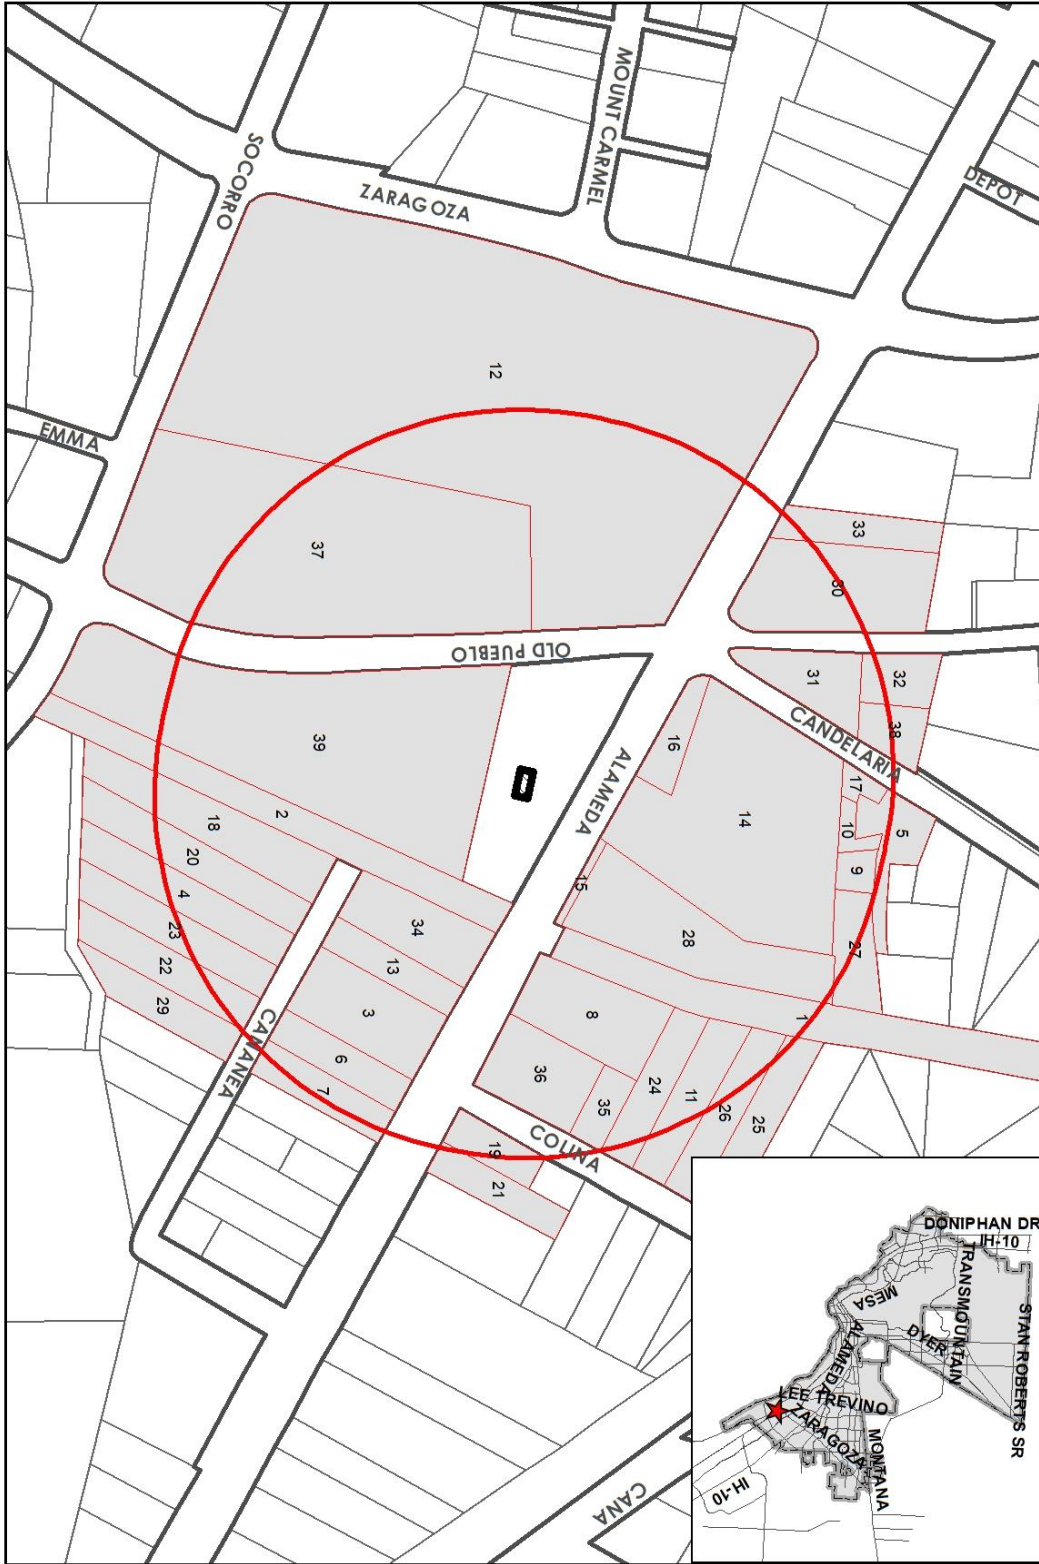 MOUNT CARMEL
DEPOT
SOCORRO
ZARAGOZA
12
EMMA
33
37
30
OLD PUEBLO
31
32
38
CANDELARIA
39
16
ALAMEDA
14
17
5
10
9
2
18
20
4
23
22
29
34
13
3
6
7
15
28
27
1
8
36
35
24
11
26
25
CANANEA
COLINA
19
21
CANA
DONIPHAN DR
IH-10
TRANSMOUNTAIN
STAN ROBERTS SR
MESA
DYER
ALAMEDA
LEE TREVINO
ZARAGOZA
MONTANA
IH-10